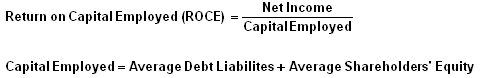 Return on Capital Employed (ROCE) = Net Income / Capital Employed
Capital Employed = Average Debt Liabilites + Average Shareholders' Equity